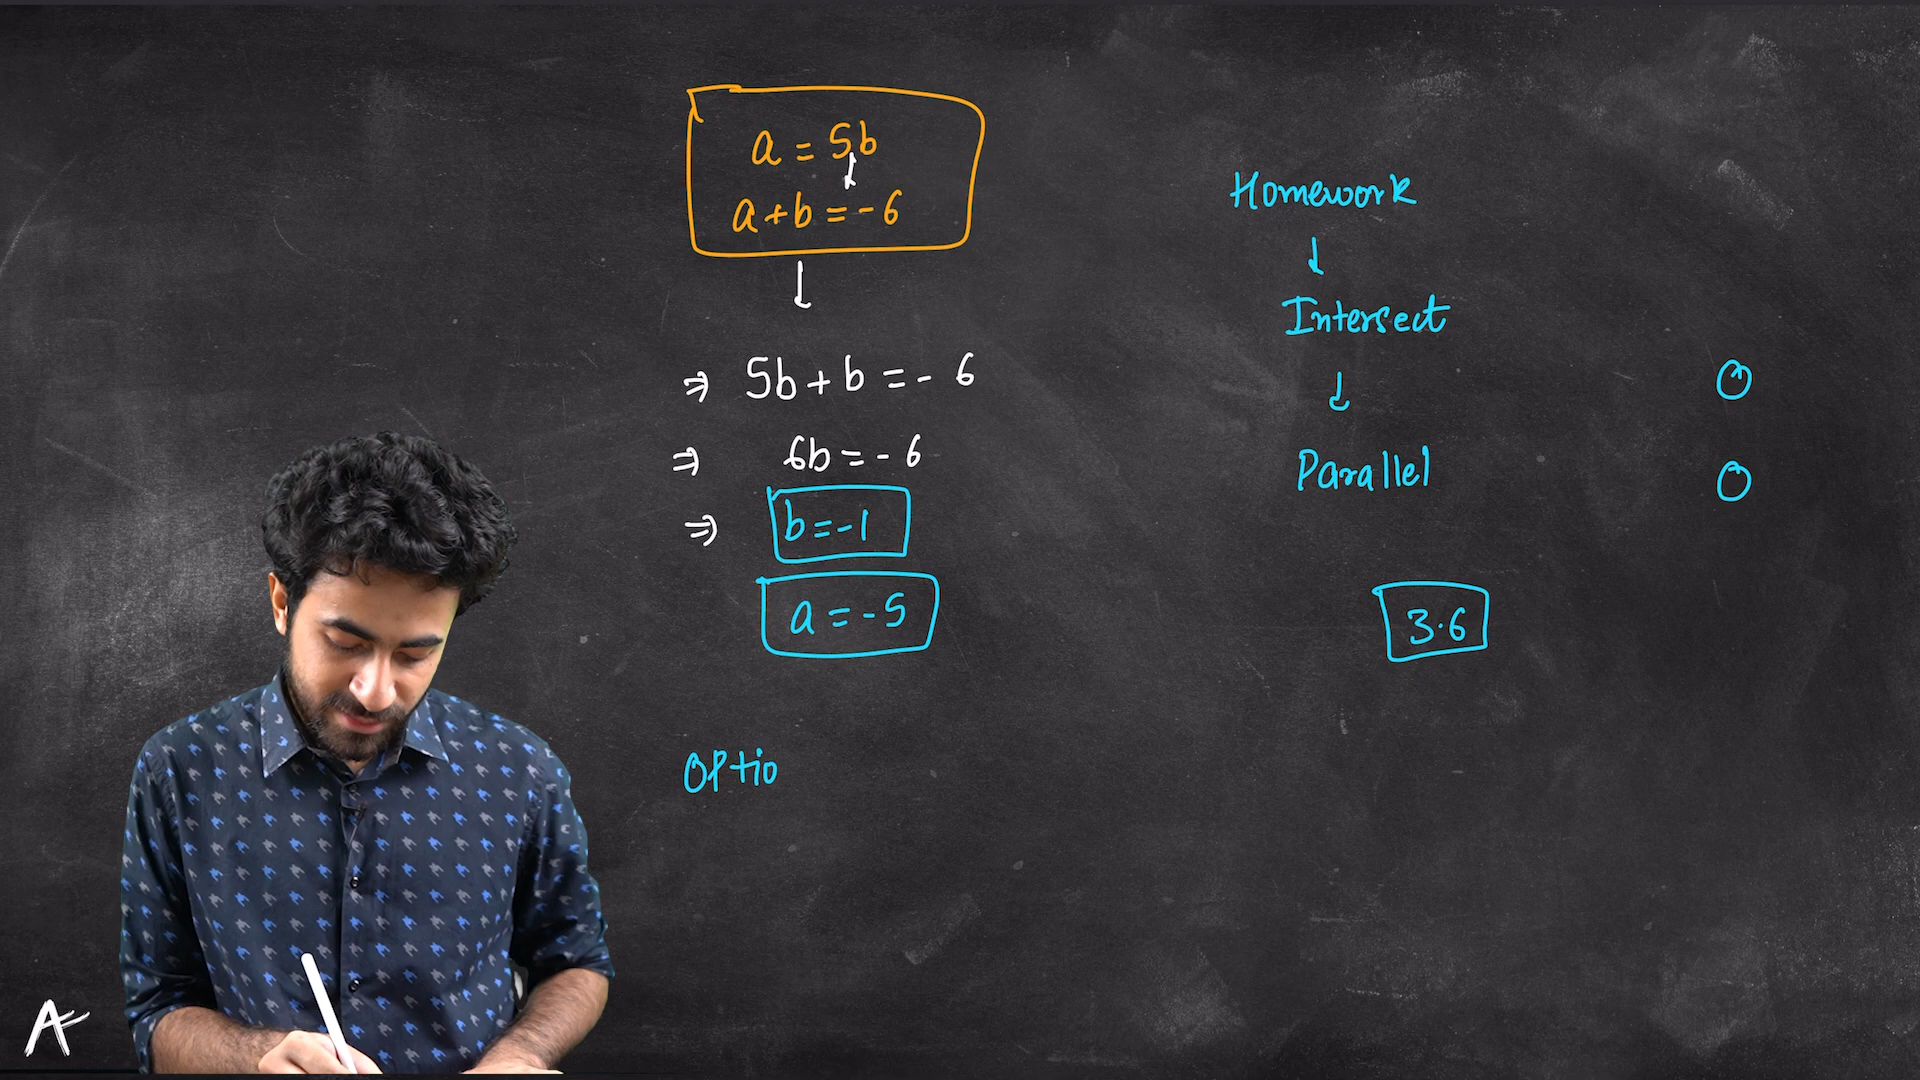 a = 5b
a + b = -6
⇒ 5b + b = - 6
⇒ 6b = - 6
⇒ b = -1
a = -5
Optio
Homework
↓
Intersect
↓
Parallel
3.6
A